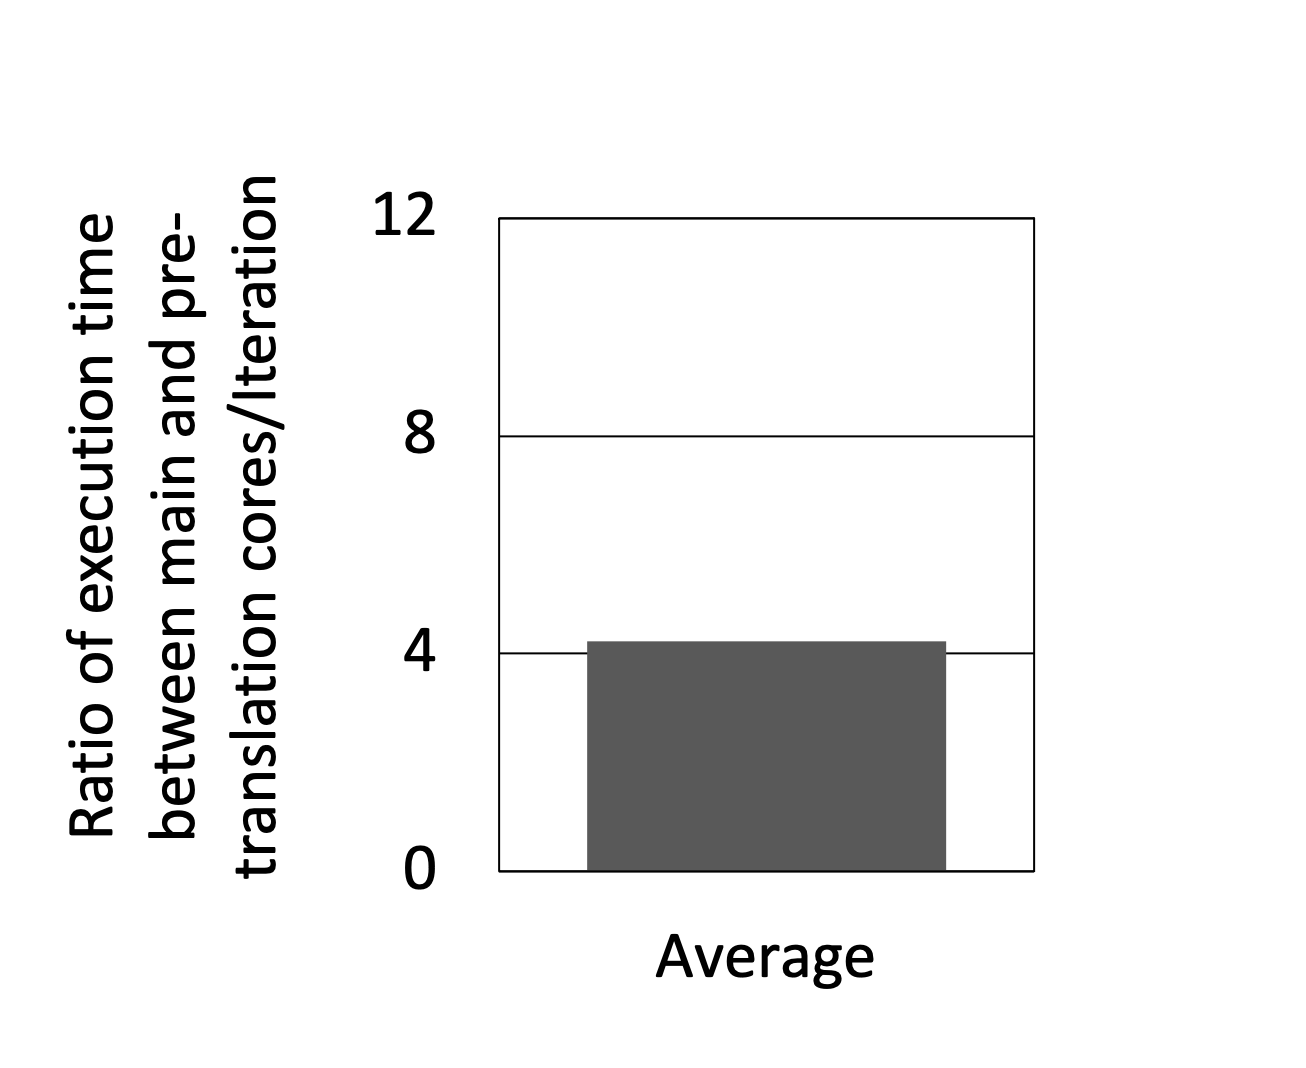 Ratio of execution time
between main and pre-
translation cores/Iteration
12
8
4
0
Average